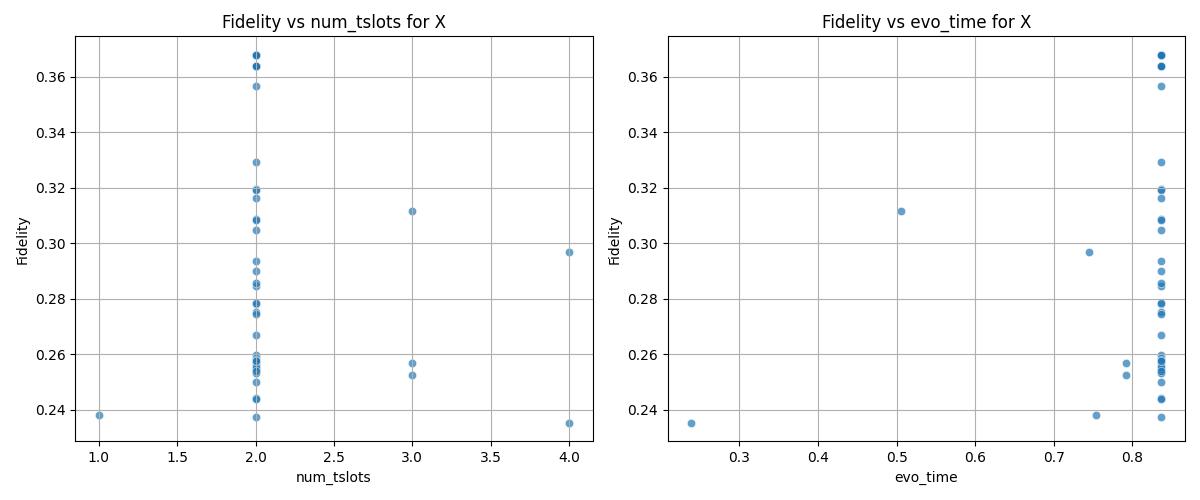 Fidelity vs num_tslots for X
Fidelity
0.36
0.34
0.32
0.30
0.28
0.26
0.24
1.0 1.5 2.0 2.5 3.0 3.5 4.0
num_tslots
Fidelity vs evo_time for X
Fidelity
0.36
0.34
0.32
0.30
0.28
0.26
0.24
0.3 0.4 0.5 0.6 0.7 0.8
evo_time